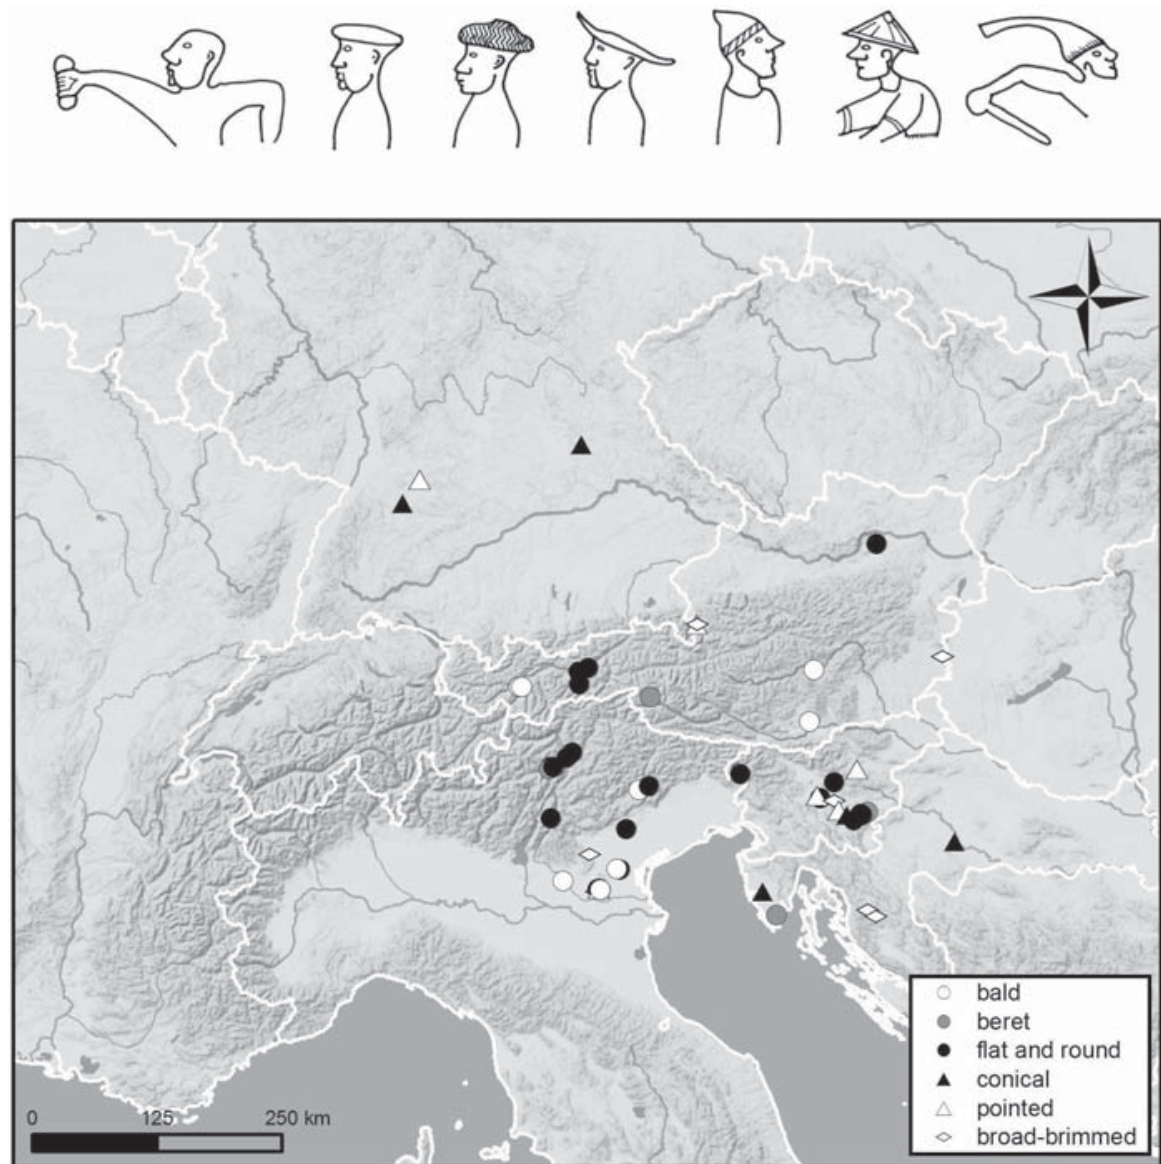 0 125 250 km
bald
beret
flat and round
conical
pointed
broad-brimmed